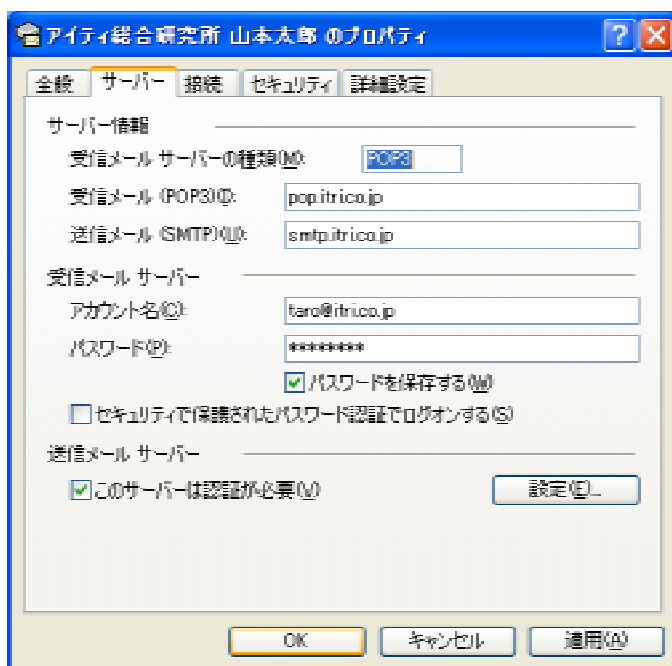 アイティ総合研究所 山本太郎 のプロパティ
全般 サーバー 接続 セキュリティ 詳細設定
サーバー情報
受信メール サーバーの種類(M): POP3
受信メール (POP3)(I): pop.itri.co.jp
送信メール (SMTP)(U): smtp.itri.co.jp
受信メール サーバー
アカウント名(C): taro@itri.co.jp
パスワード(P): ********
パスワードを保存する(W)
セキュリティで保護されたパスワード認証でログオンする(S)
送信メール サーバー
このサーバーは認証が必要(V) 設定(E)...
OK キャンセル 適用(A)